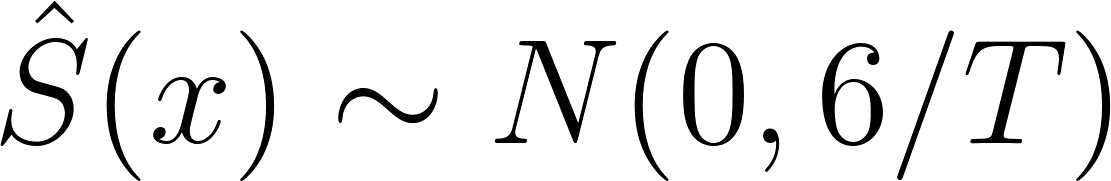 Ŝ(x) ∼ N(0, 6/T)